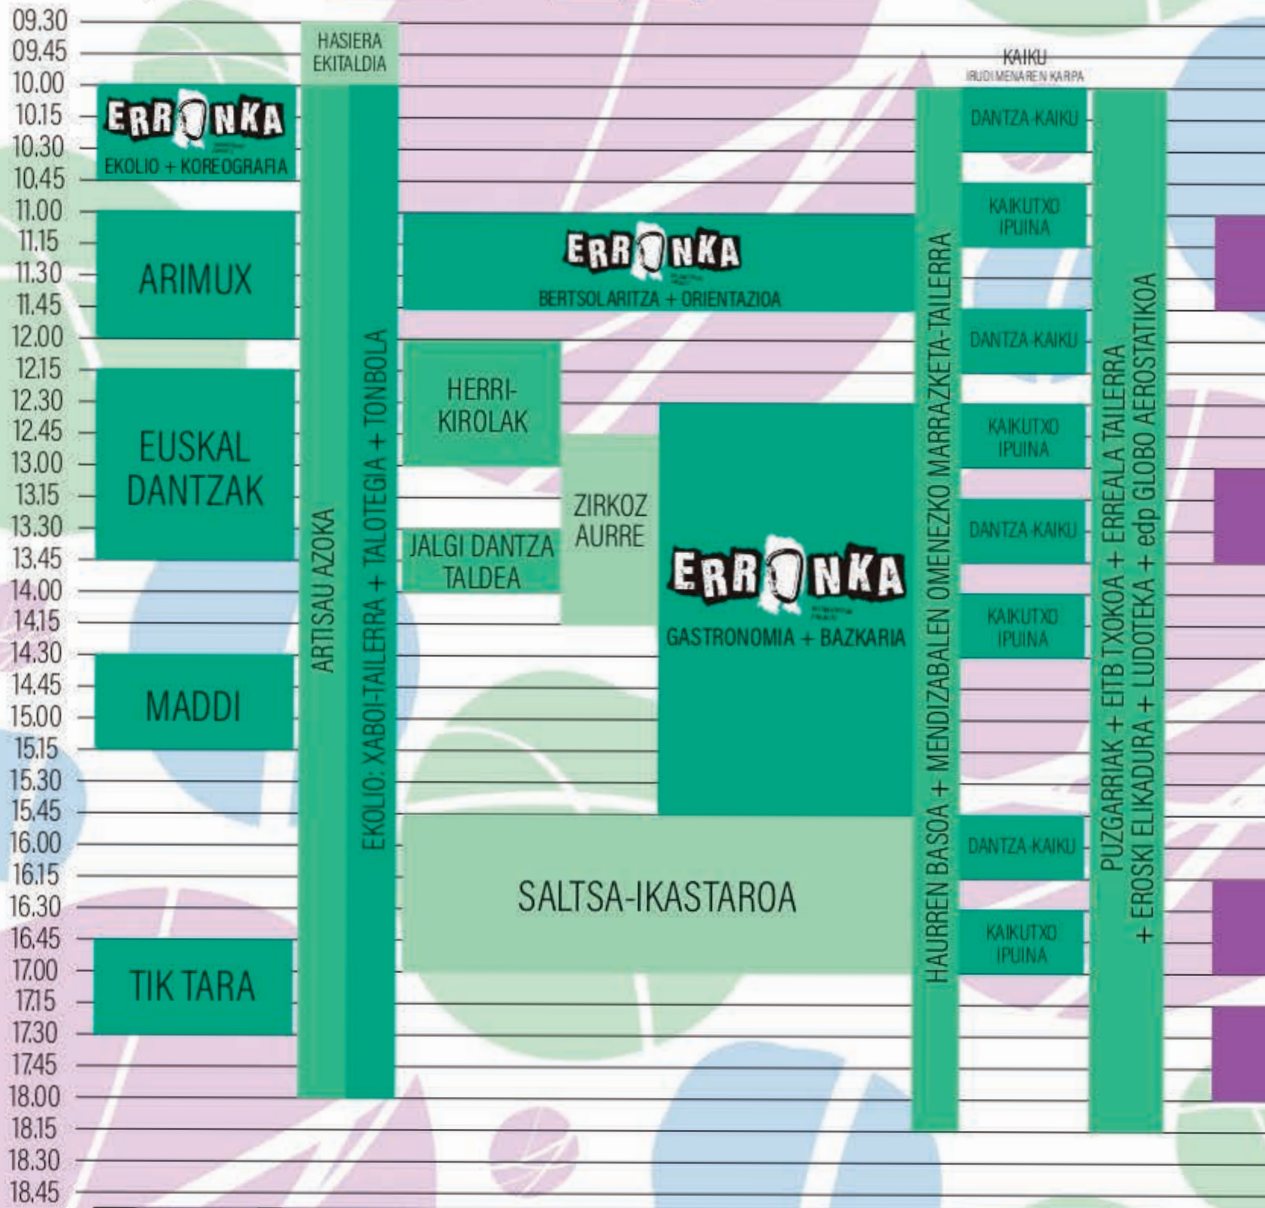 09.30
09.45
10.00
10.15
10.30
10.45
11.00
11.15
11.30
11.45
12.00
12.15
12.30
12.45
13.00
13.15
13.30
13.45
14.00
14.15
14.30
14.45
15.00
15.15
15.30
15.45
16.00
16.15
16.30
16.45
17.00
17.15
17.30
17.45
18.00
18.15
18.30
18.45
ERRONKA
EKOLIO + KOREOGRAFIA
ARIMUX
EUSKAL
DANTZAK
MADDI
TIK TARA
HASIERA
EKITALDIA
ARTISAU AZOKA
EKOLIO: XABOI-TAILERRA + TALOTEGIA + TONBOLA
ERRONKA
BERTSOLARITZA + ORIENTAZIOA
HERRI-
KIROLAK
JALGI DANTZA
TALDEA
ZIRKOZ
AURRE
ERRONKA
GASTRONOMIA + BAZKARIA
SALTSA-IKASTAROA
HAURREN BASOA + MENDIZABALEN OMENEZKO MARRAZKETA-TAILERRA
KAIKU
IRUDIMENAREN KARPA
DANTZA-KAIKU
KAIKUTXO
IPUINA
DANTZA-KAIKU
KAIKUTXO
IPUINA
DANTZA-KAIKU
KAIKUTXO
IPUINA
DANTZA-KAIKU
KAIKUTXO
IPUINA
PUZGARRIAK + EITB TXOKOA + ERREALA TAILERRA
+ EROSKI ELIKADURA + LUDOTEKA + edp GLOBO AEROSTATIKOA